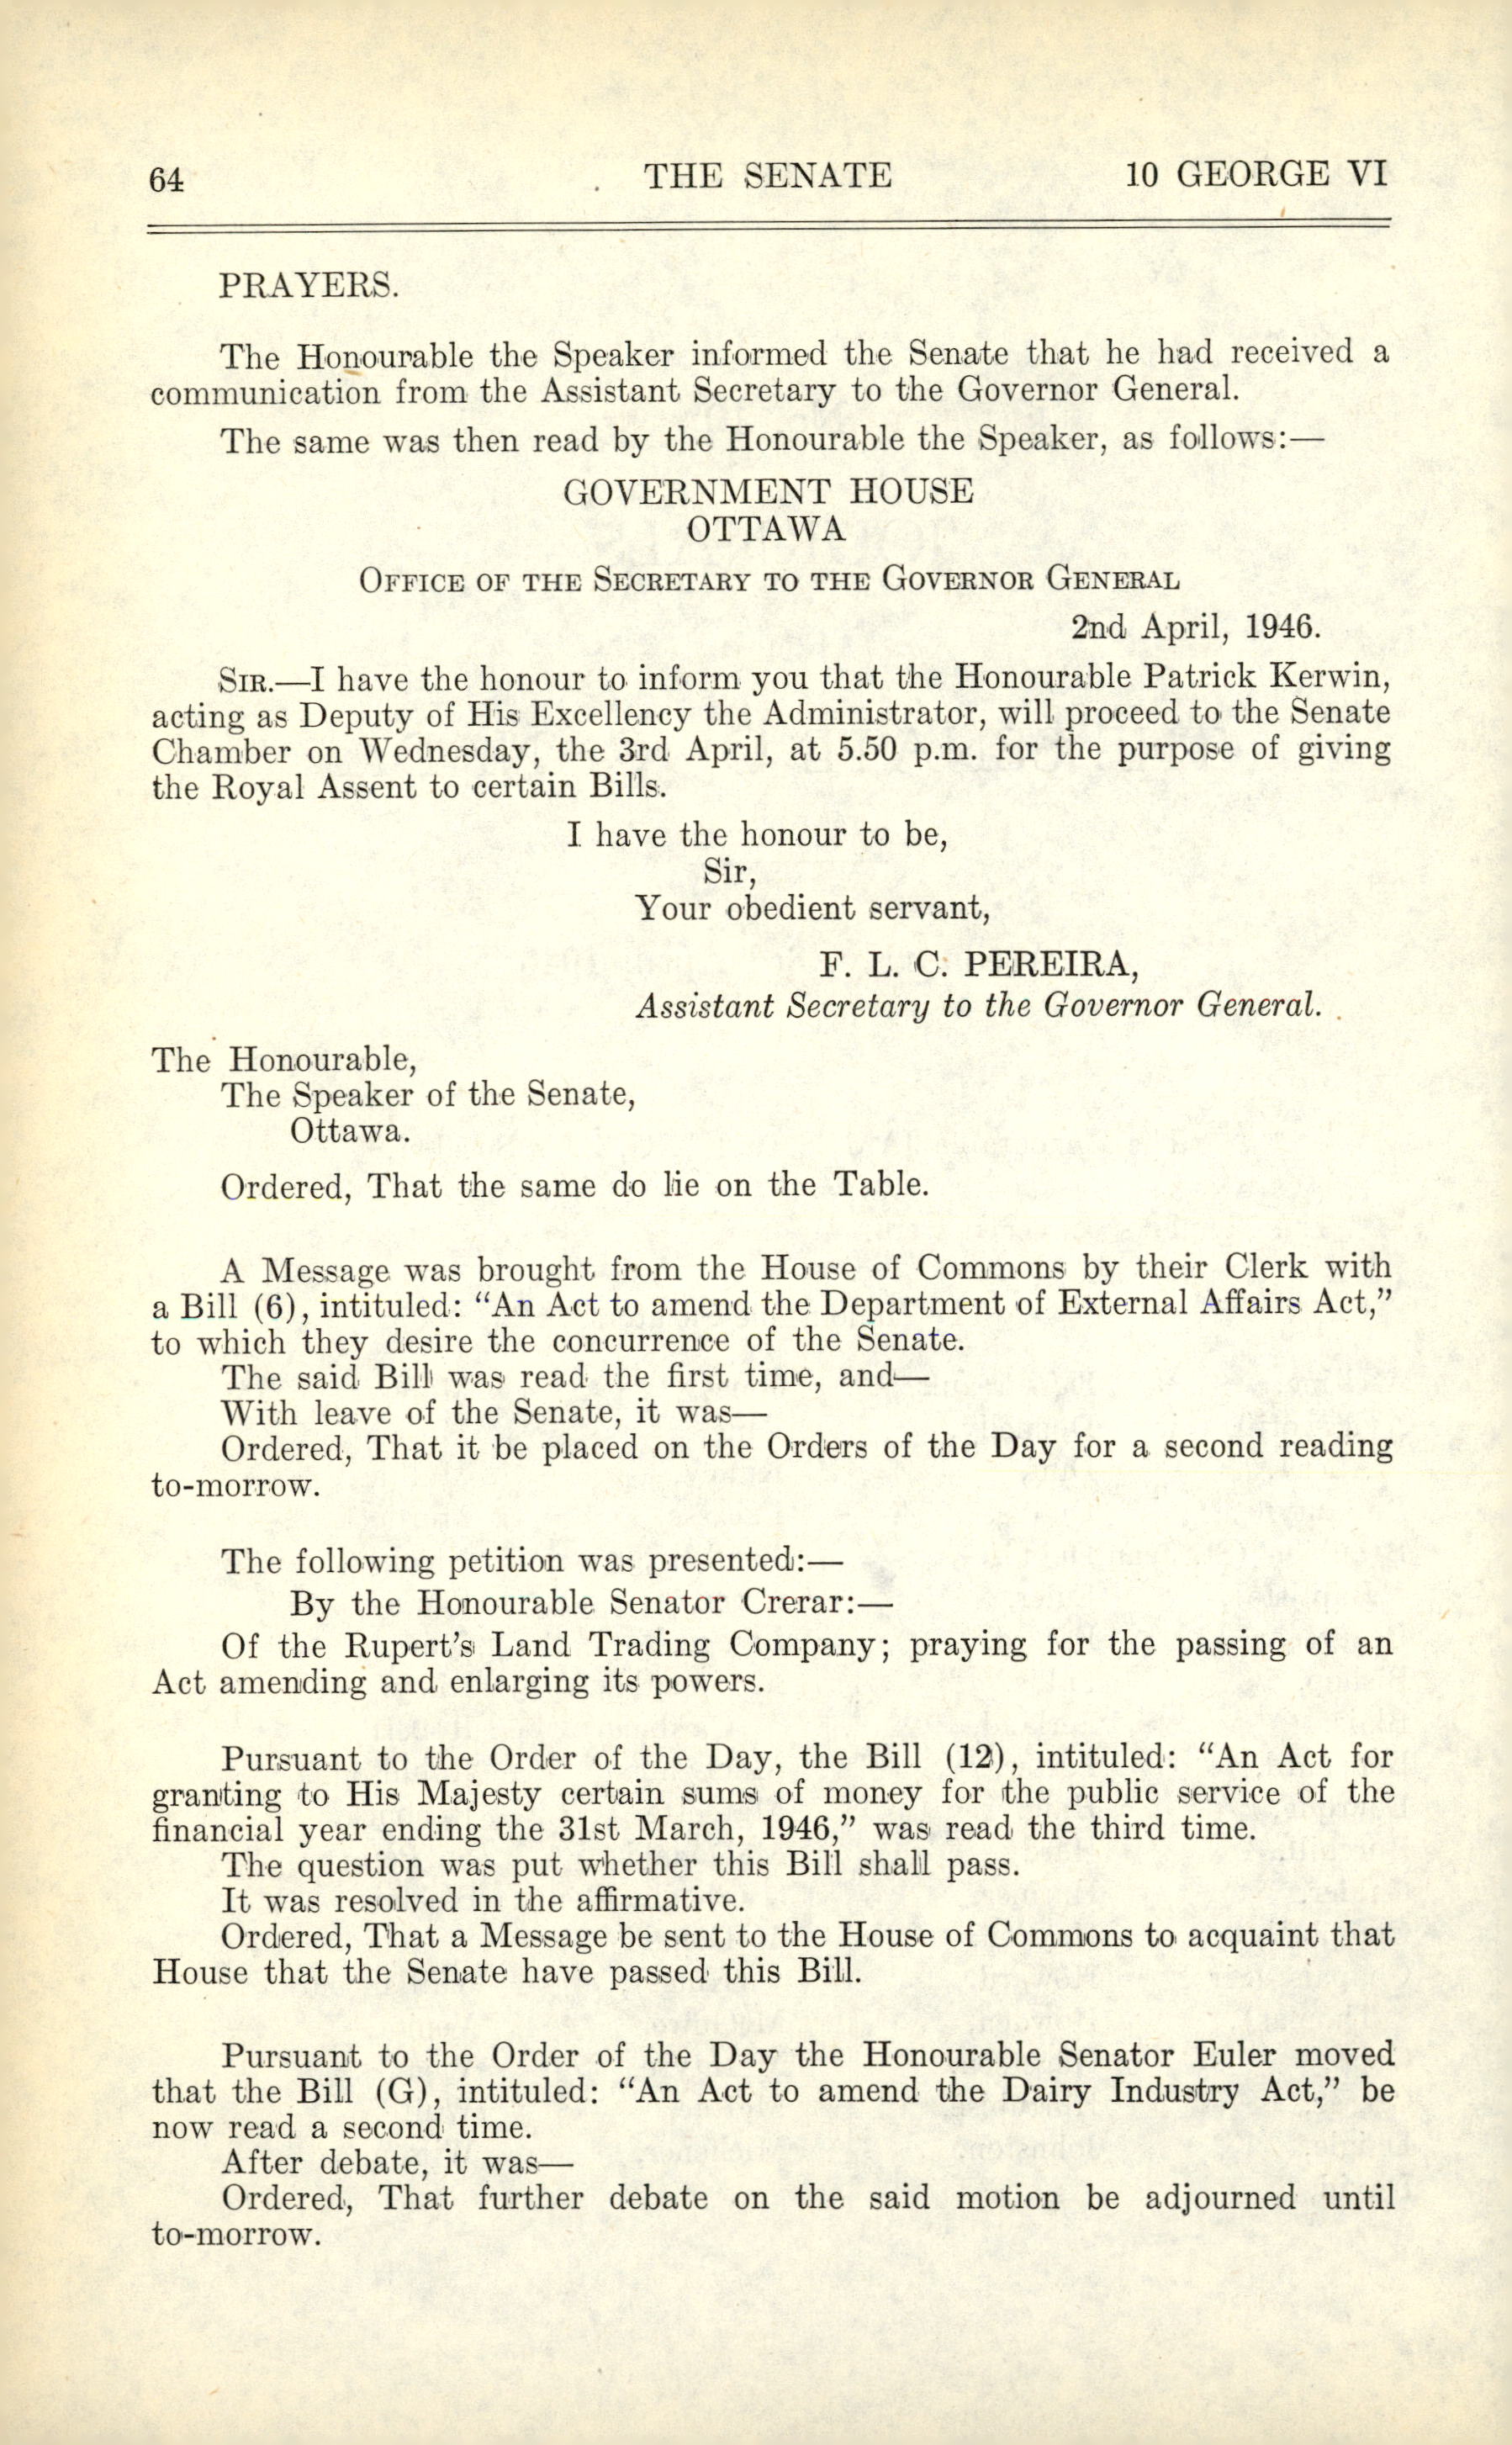 64 THE SENATE 10 GEORGE VI
PRAYERS.
The Honourable the Speaker informed the Senate that he had received a
communication from the Assistant Secretary to the Governor General.
The same was then read by the Honourable the Speaker, as follows:—
GOVERNMENT HOUSE
OTTAWA
OFFICE OF THE SECRETARY TO THE GOVERNOR GENERAL
2nd April, 1946.
SIR.—I have the honour to inform you that the Honourable Patrick Kerwin,
acting as Deputy of His Excellency the Administrator, will proceed to the Senate
Chamber on Wednesday, the 3rd April, at 5.50 p.m. for the purpose of giving
the Royal Assent to certain Bills.
I have the honour to be,
Sir,
Your obedient servant,
F. L. C. PEREIRA,
Assistant Secretary to the Governor General.
The Honourable,
The Speaker of the Senate,
Ottawa.
Ordered, That the same do lie on the Table.
A Message was brought from the House of Commons by their Clerk with
a Bill (6), intituled: “An Act to amend the Department of External Affairs Act,”
to which they desire the concurrence of the Senate.
The said Bill was read the first time, and—
With leave of the Senate, it was—
Ordered, That it be placed on the Orders of the Day for a second reading
to-morrow.
The following petition was presented:—
By the Honourable Senator Crerar:—
Of the Rupert’s Land Trading Company; praying for the passing of an
Act amending and enlarging its powers.
Pursuant to the Order of the Day, the Bill (12), intituled: “An Act for
granting to His Majesty certain sums of money for the public service of the
financial year ending the 31st March, 1946,” was read the third time.
The question was put whether this Bill shall pass.
It was resolved in the affirmative.
Ordered, That a Message be sent to the House of Commons to acquaint that
House that the Senate have passed this Bill.
Pursuant to the Order of the Day the Honourable Senator Euler moved
that the Bill (G), intituled: “An Act to amend the Dairy Industry Act,” be
now read a second time.
After debate, it was—
Ordered, That further debate on the said motion be adjourned until
to-morrow.